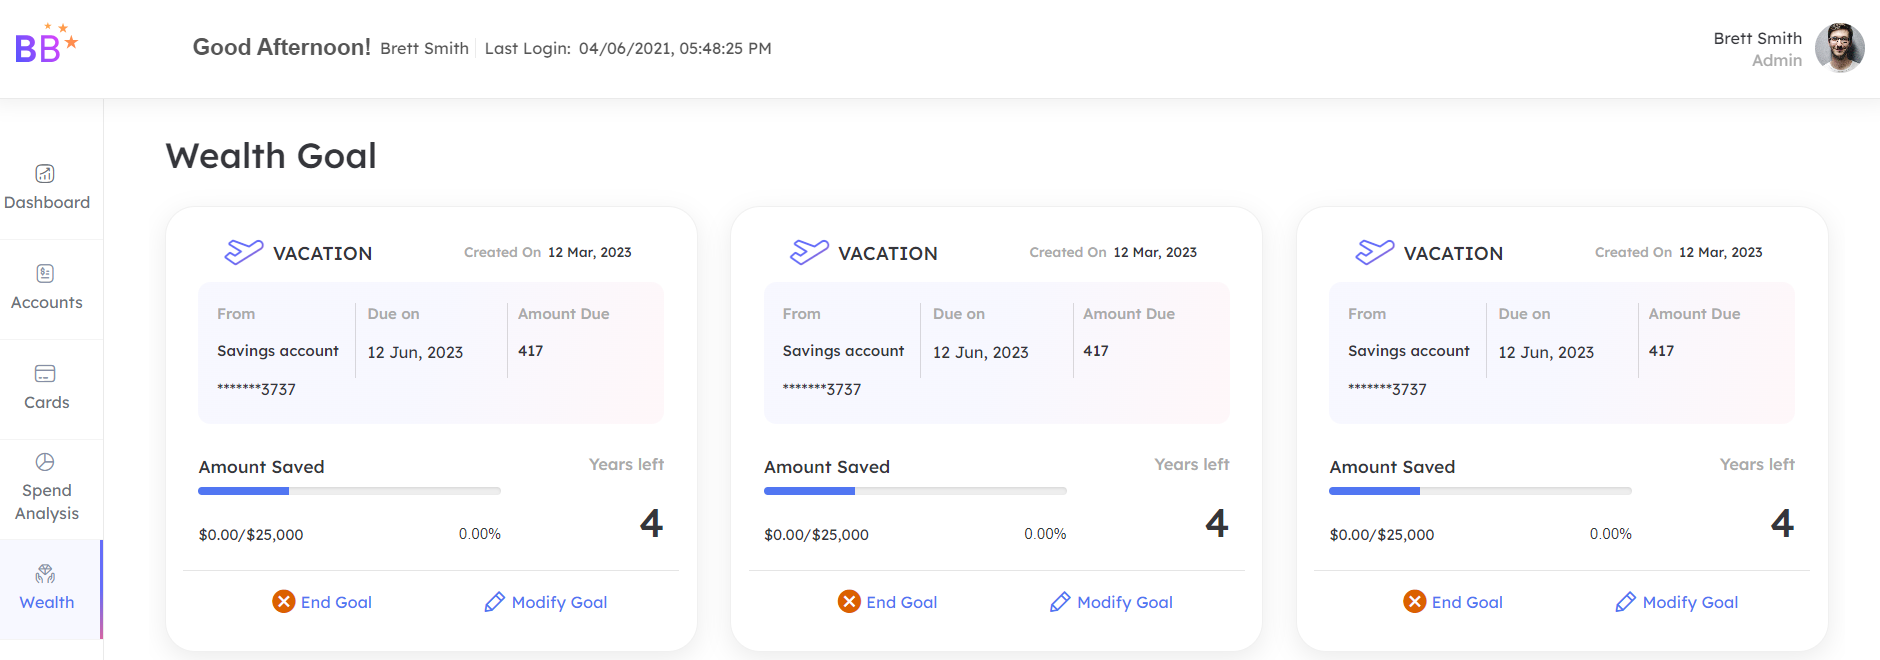 BB
Good Afternoon! Brett Smith Last Login: 04/06/2021, 05:48:25 PM
Brett Smith
Admin
Dashboard
Accounts
Cards
Spend
Analysis
Wealth
Wealth Goal
VACATION Created On 12 Mar, 2023
From Due on Amount Due
Savings account 12 Jun, 2023 417
*******3737
Amount Saved Years left
$0.00/$25,000 0.00% 4
End Goal Modify Goal
VACATION Created On 12 Mar, 2023
From Due on Amount Due
Savings account 12 Jun, 2023 417
*******3737
Amount Saved Years left
$0.00/$25,000 0.00% 4
End Goal Modify Goal
VACATION Created On 12 Mar, 2023
From Due on Amount Due
Savings account 12 Jun, 2023 417
*******3737
Amount Saved Years left
$0.00/$25,000 0.00% 4
End Goal Modify Goal